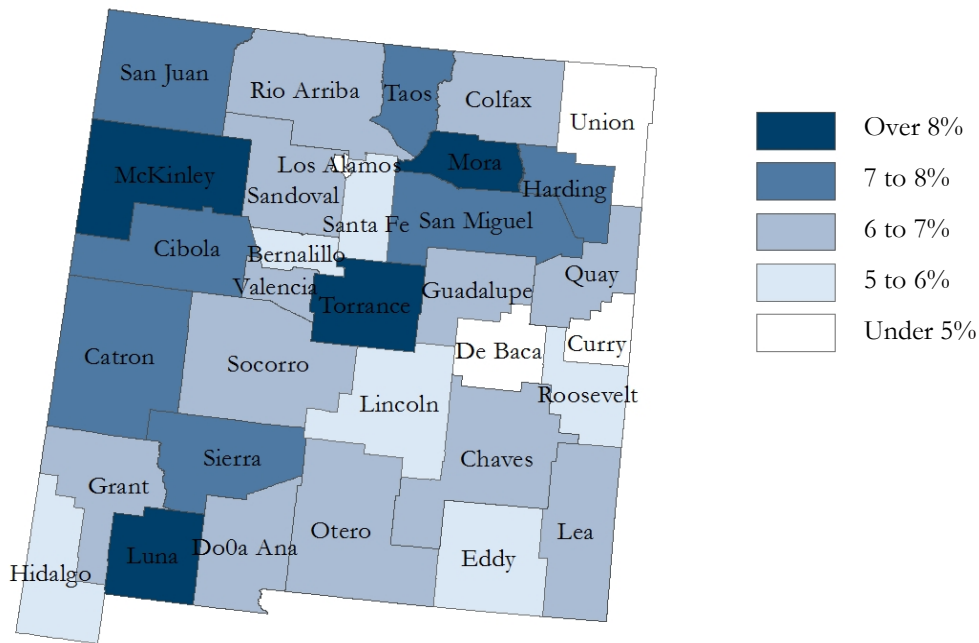 San Juan
Rio Arriba
Taos
Colfax
Union
McKinley
Los Alamos
Mora
Harding
Sandoval
Santa Fe
San Miguel
Cibola
Bernalillo
Valencia
Torrance
Guadalupe
Quay
Catron
Socorro
De Baca
Curry
Lincoln
Roosevelt
Sierra
Chaves
Grant
Luna
Do0a Ana
Otero
Eddy
Lea
Hidalgo
Over 8%
7 to 8%
6 to 7%
5 to 6%
Under 5%